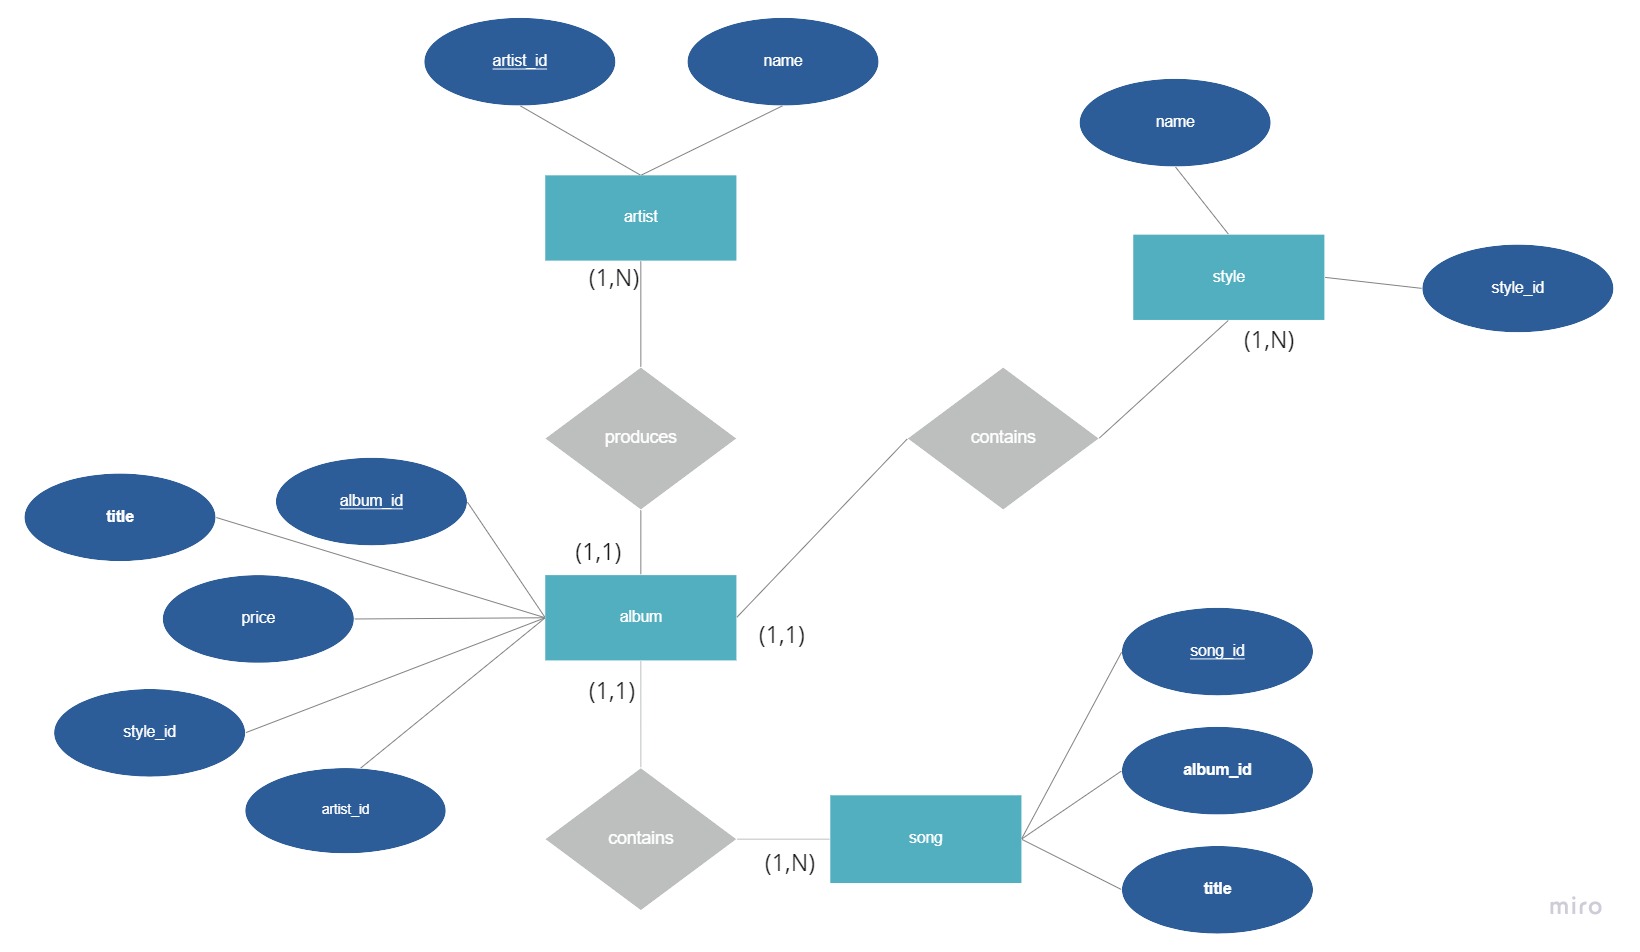 artist_id
name
name
artist
style
style_id
(1,N)
(1,N)
produces
contains
title
album_id
(1,1)
price
album
(1,1)
song_id
(1,1)
style_id
album_id
artist_id
contains
song
(1,N)
title
miro